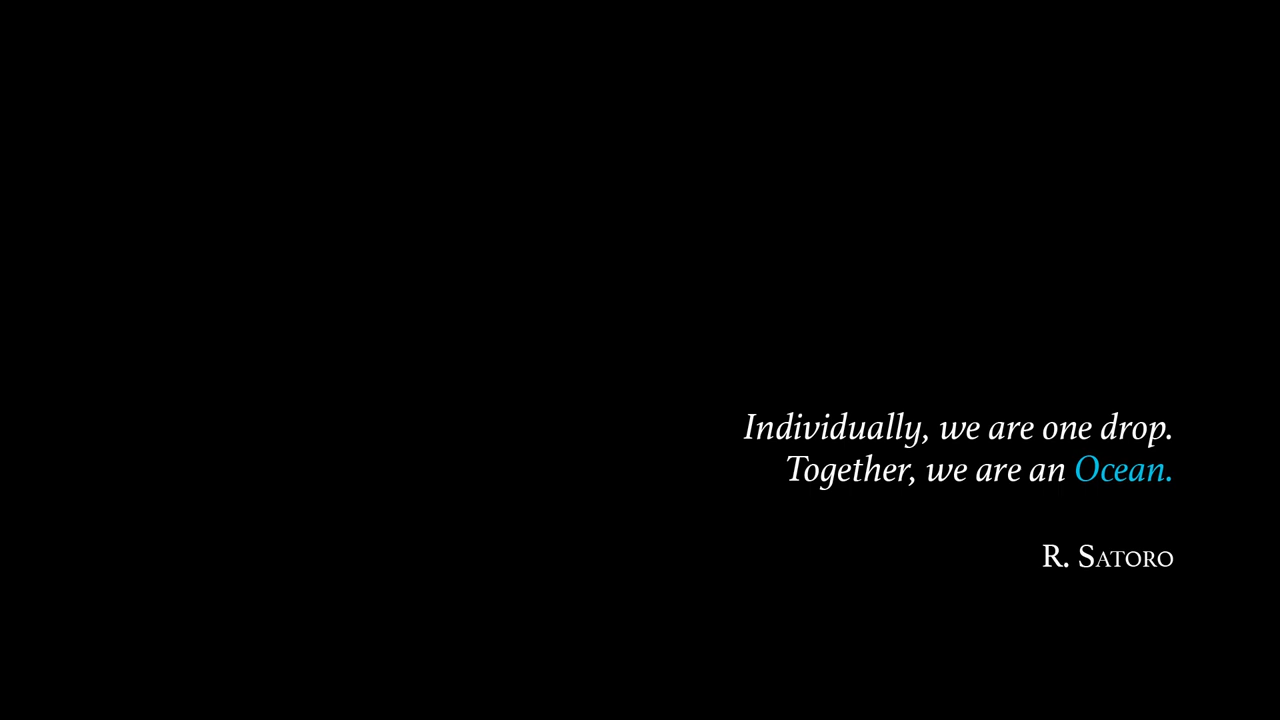 Individually, we are one drop.
Together, we are an Ocean.
R. SATORO